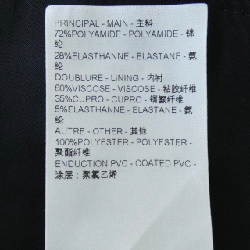 PRINCIPAL - MAIN - 主料
72%POLYAMIDE - POLYAMIDE - 锦
纶
28%ELASTHANNE - ELASTANE - 氨
纶
DOUBLURE - LINING - 内衬
60%VISCOSE - VISCOSE - 粘胶纤维
35%CUPRO - CUPRO - 铜氨纤维
5%ELASTHANNE - ELASTANE - 氨
纶
AUTRE - OTHER - 其他
100%POLYESTER - POLYESTER -
聚酯纤维
ENDUCTION PVC - COATED PVC -
涂层：聚氯乙烯